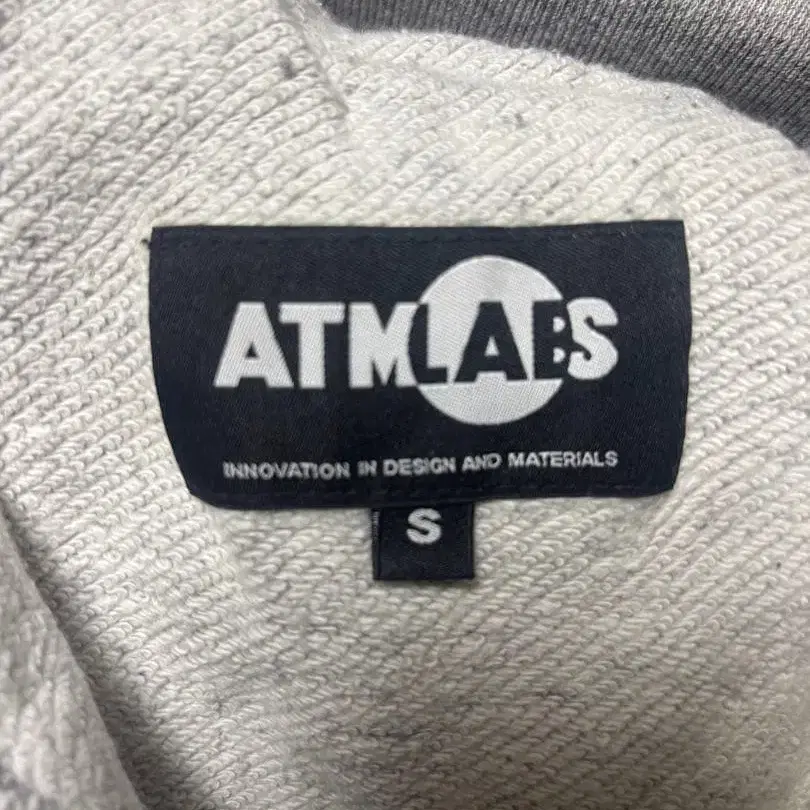 ATMLABS
INNOVATION IN DESIGN AND MATERIALS
S